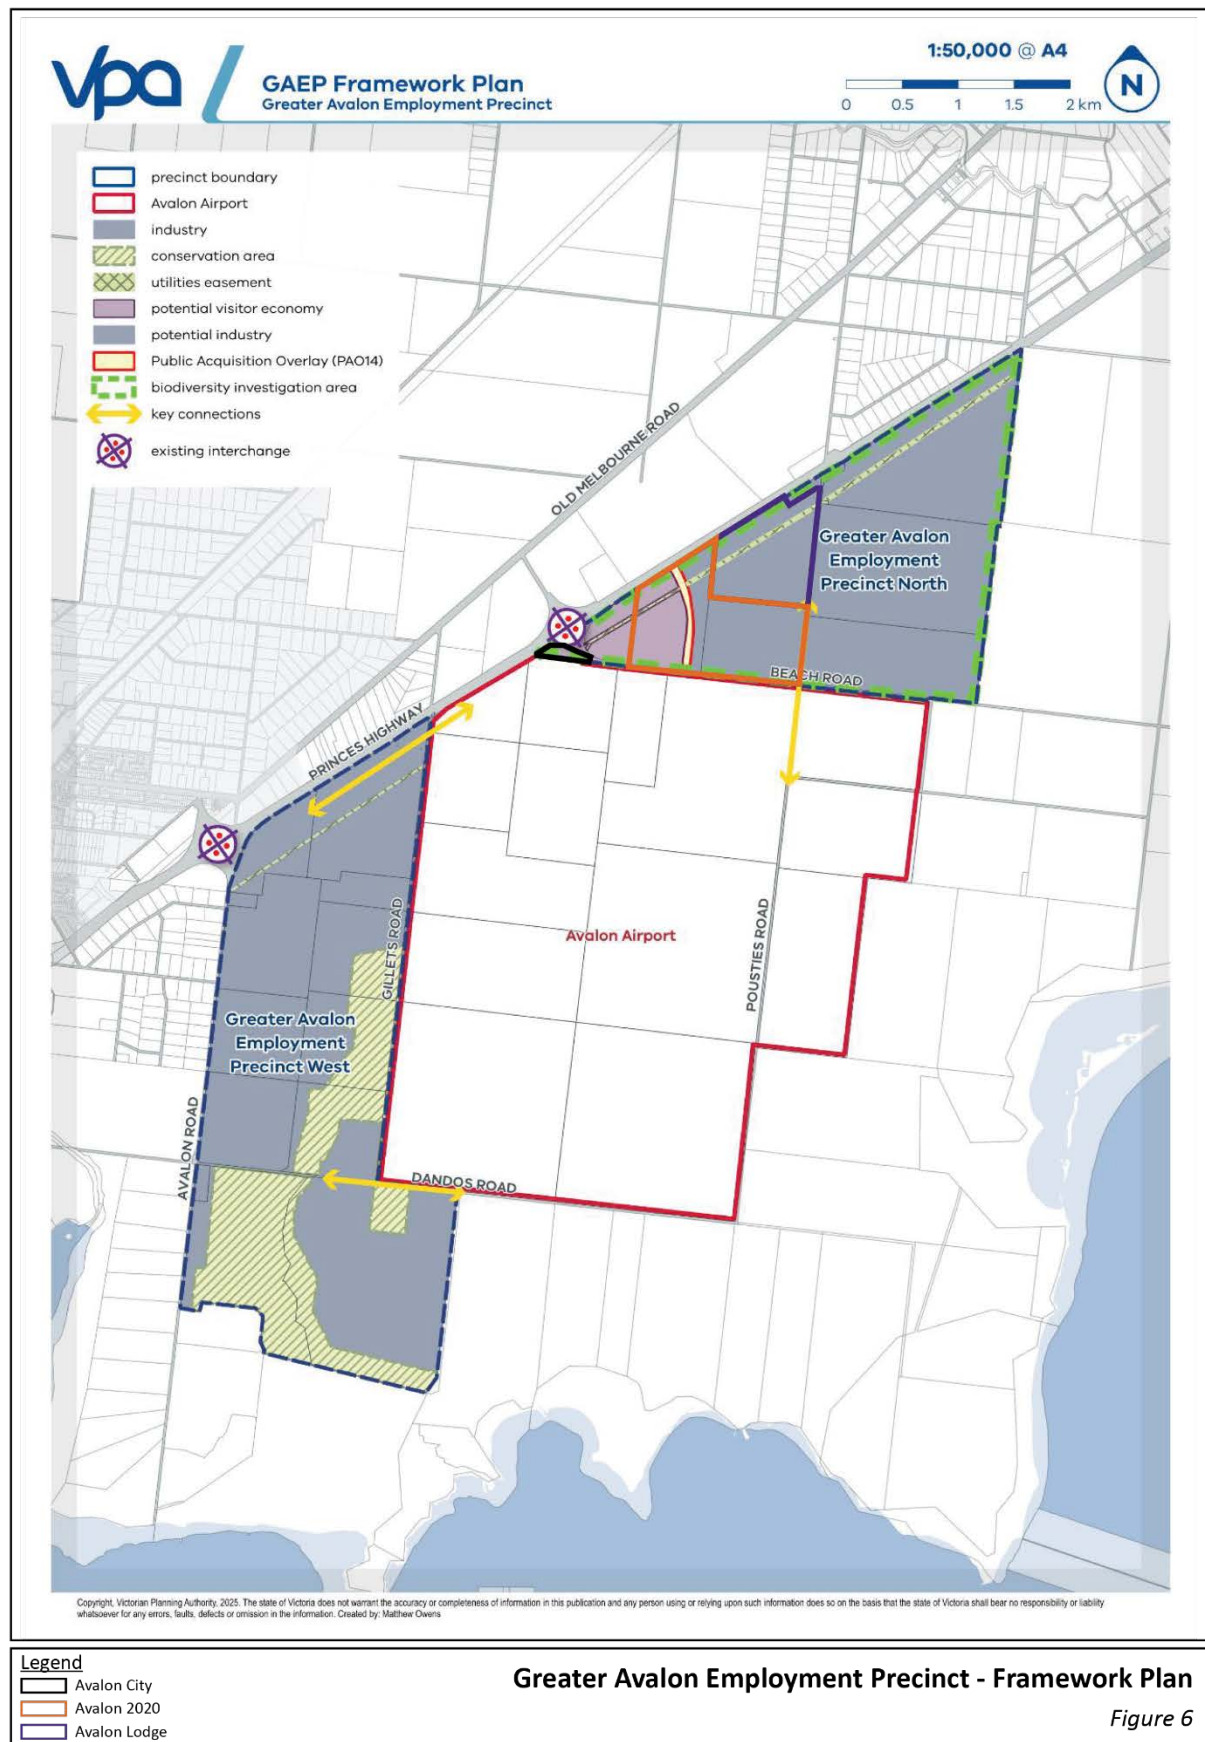 vpa
GAEP Framework Plan
Greater Avalon Employment Precinct
1:50,000 @ A4
0 0.5 1 1.5 2 km
N
precinct boundary
Avalon Airport
industry
conservation area
utilities easement
potential visitor economy
potential industry
Public Acquisition Overlay (PAO14)
biodiversity investigation area
key connections
existing interchange
OLD MELBOURNE ROAD
Greater Avalon
Employment
Precinct North
BEACH ROAD
PRINCES HIGHWAY
GILLETS ROAD
Avalon Airport
POUSTIES ROAD
Greater Avalon
Employment
Precinct West
AVALON ROAD
DANDOS ROAD
Copyright, Victorian Planning Authority, 2025. The state of Victoria does not warrant the accuracy or completeness of information in this publication and any person using or relying upon such information does so on the basis that the state of Victoria shall bear no responsibility or liability
whatsoever for any errors, faults, defects or omission in the information. Created by: Matthew Owens
Legend
Avalon City
Avalon 2020
Avalon Lodge
Greater Avalon Employment Precinct - Framework Plan
Figure 6